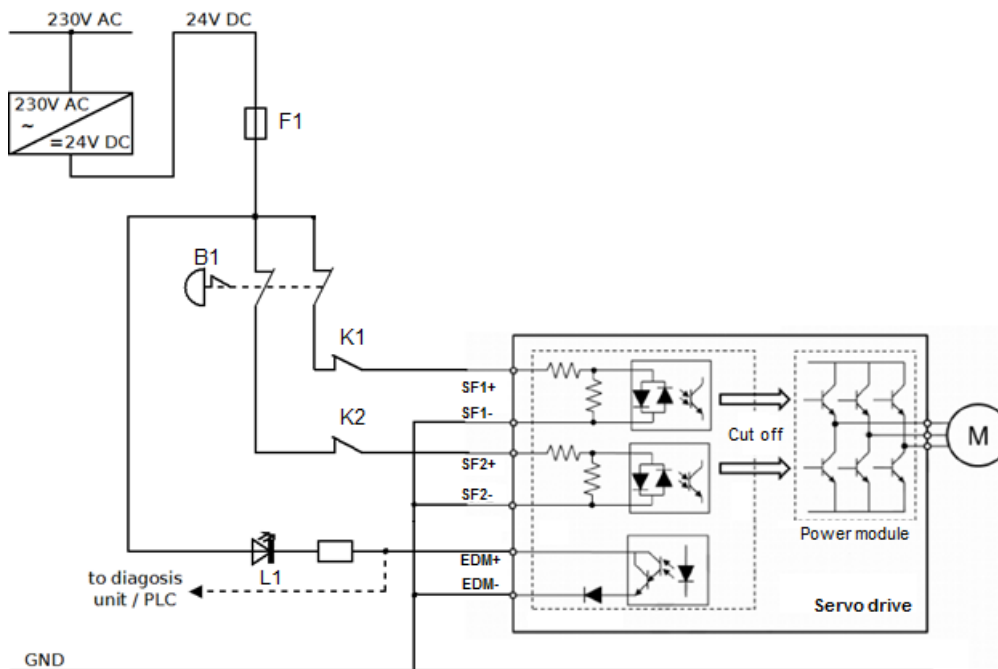 230V AC
24V DC
230V AC
~
=24V DC
F1
B1
K1
SF1+
SF1-
K2
SF2+
SF2-
Cut off
M
Power module
L1
EDM+
EDM-
to diagosis
unit / PLC
Servo drive
GND